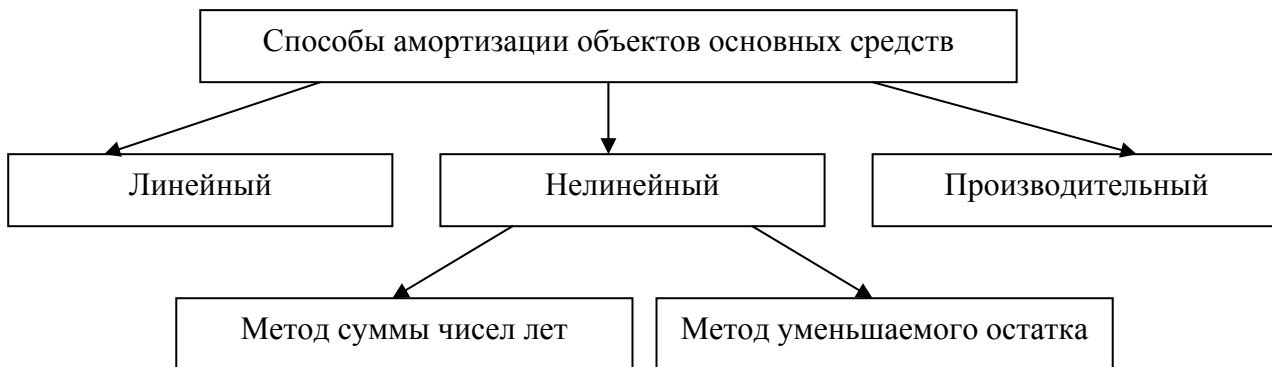 Способы амортизации объектов основных средств
Линейный
Нелинейный
Производительный
Метод суммы чисел лет
Метод уменьшаемого остатка